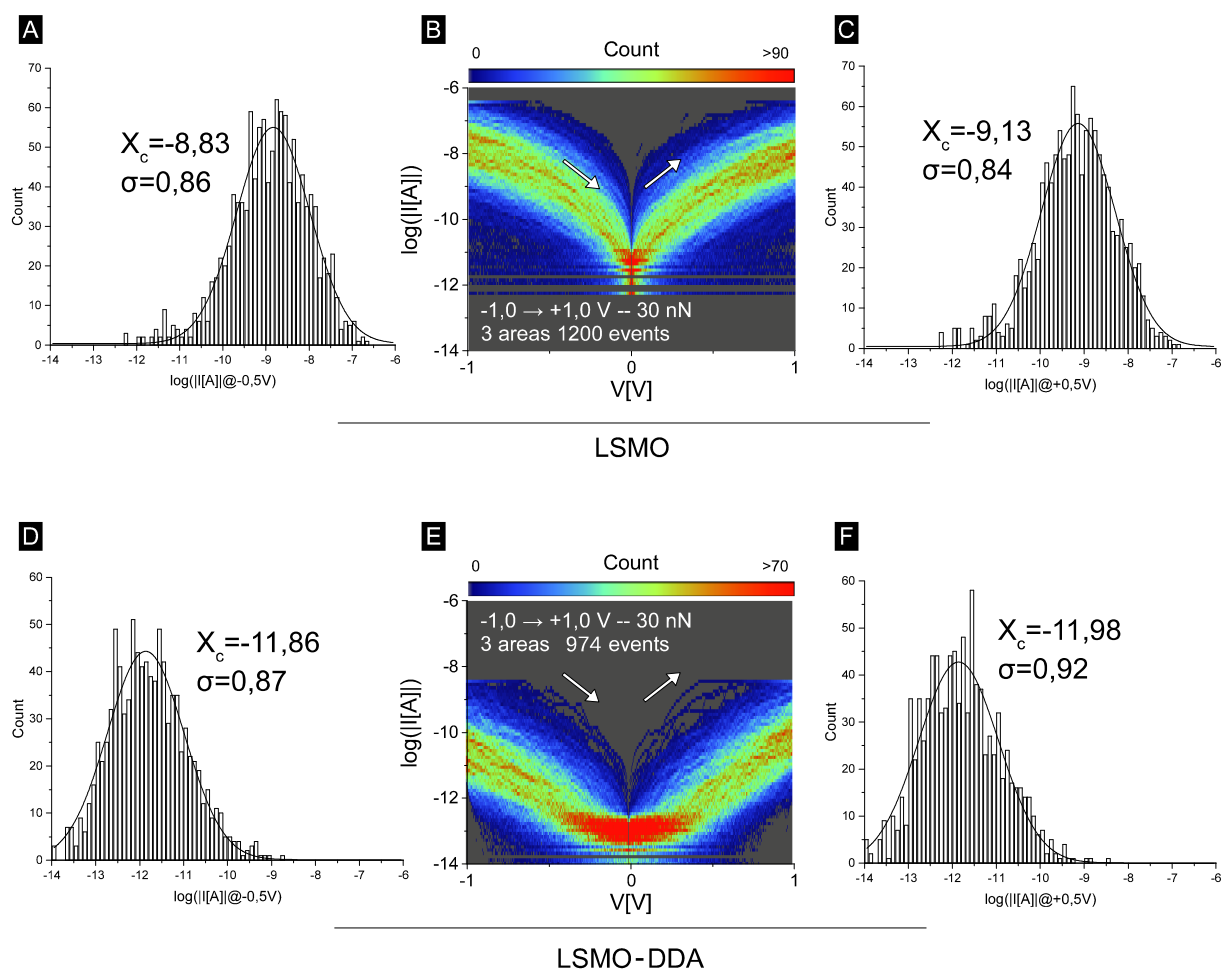 A
B
C
Count
0
>90
70
60
50
40
30
20
10
0
Count
X_c=-8,83
σ=0,86
-14
-13
-12
-11
-10
-9
-8
-7
-6
log(|I[A]|@-0,5V)
-6
-8
-10
-12
-14
log(|I[A]|)
-1,0 → +1,0 V -- 30 nN
3 areas 1200 events
-1
0
1
V[V]
70
60
50
40
30
20
10
0
Count
X_c=-9,13
σ=0,84
-14
-13
-12
-11
-10
-9
-8
-7
-6
log(|I[A]|@+0,5V)
LSMO
D
E
F
Count
0
>70
60
50
40
30
20
10
0
Count
X_c=-11,86
σ=0,87
-14
-13
-12
-11
-10
-9
-8
-7
-6
log(|I[A]|@-0,5V)
-6
-8
-10
-12
-14
log(|I[A]|)
-1,0 → +1,0 V -- 30 nN
3 areas 974 events
-1
0
1
V[V]
60
50
40
30
20
10
0
Count
X_c=-11,98
σ=0,92
-14
-13
-12
-11
-10
-9
-8
-7
-6
log(|I[A]|@+0,5V)
LSMO-DDA